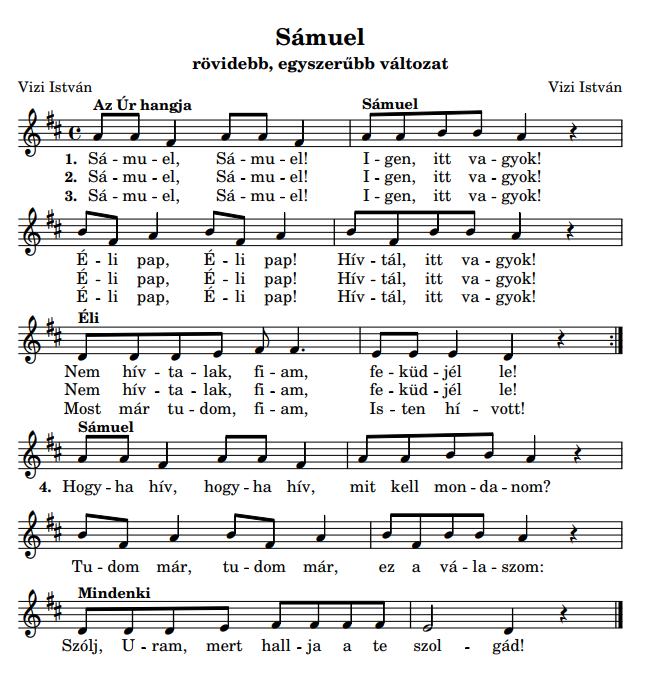 Sámuel
rövidebb, egyszerűbb változat
Vizi István Vizi István
Az Úr hangja Sámuel
1. Sá - mu - el, Sá - mu - el! I - gen, itt va - gyok!
2. Sá - mu - el, Sá - mu - el! I - gen, itt va - gyok!
3. Sá - mu - el, Sá - mu - el! I - gen, itt va - gyok!
É - li pap, É - li pap! Hív - tál, itt va - gyok!
É - li pap, É - li pap! Hív - tál, itt va - gyok!
É - li pap, É - li pap! Hív - tál, itt va - gyok!
Éli
Nem hív - ta - lak, fi - am, fe - küd - jél le!
Nem hív - ta - lak, fi - am, fe - küd - jél le!
Most már tu - dom, fi - am, Is - ten hí - vott!
Sámuel
4. Hogy - ha hív, hogy - ha hív, mit kell mon - da - nom?
Tu - dom már, tu - dom már, ez a vá - la - szom:
Mindenki
Szólj, U - ram, mert hall - ja a te szol - gád!